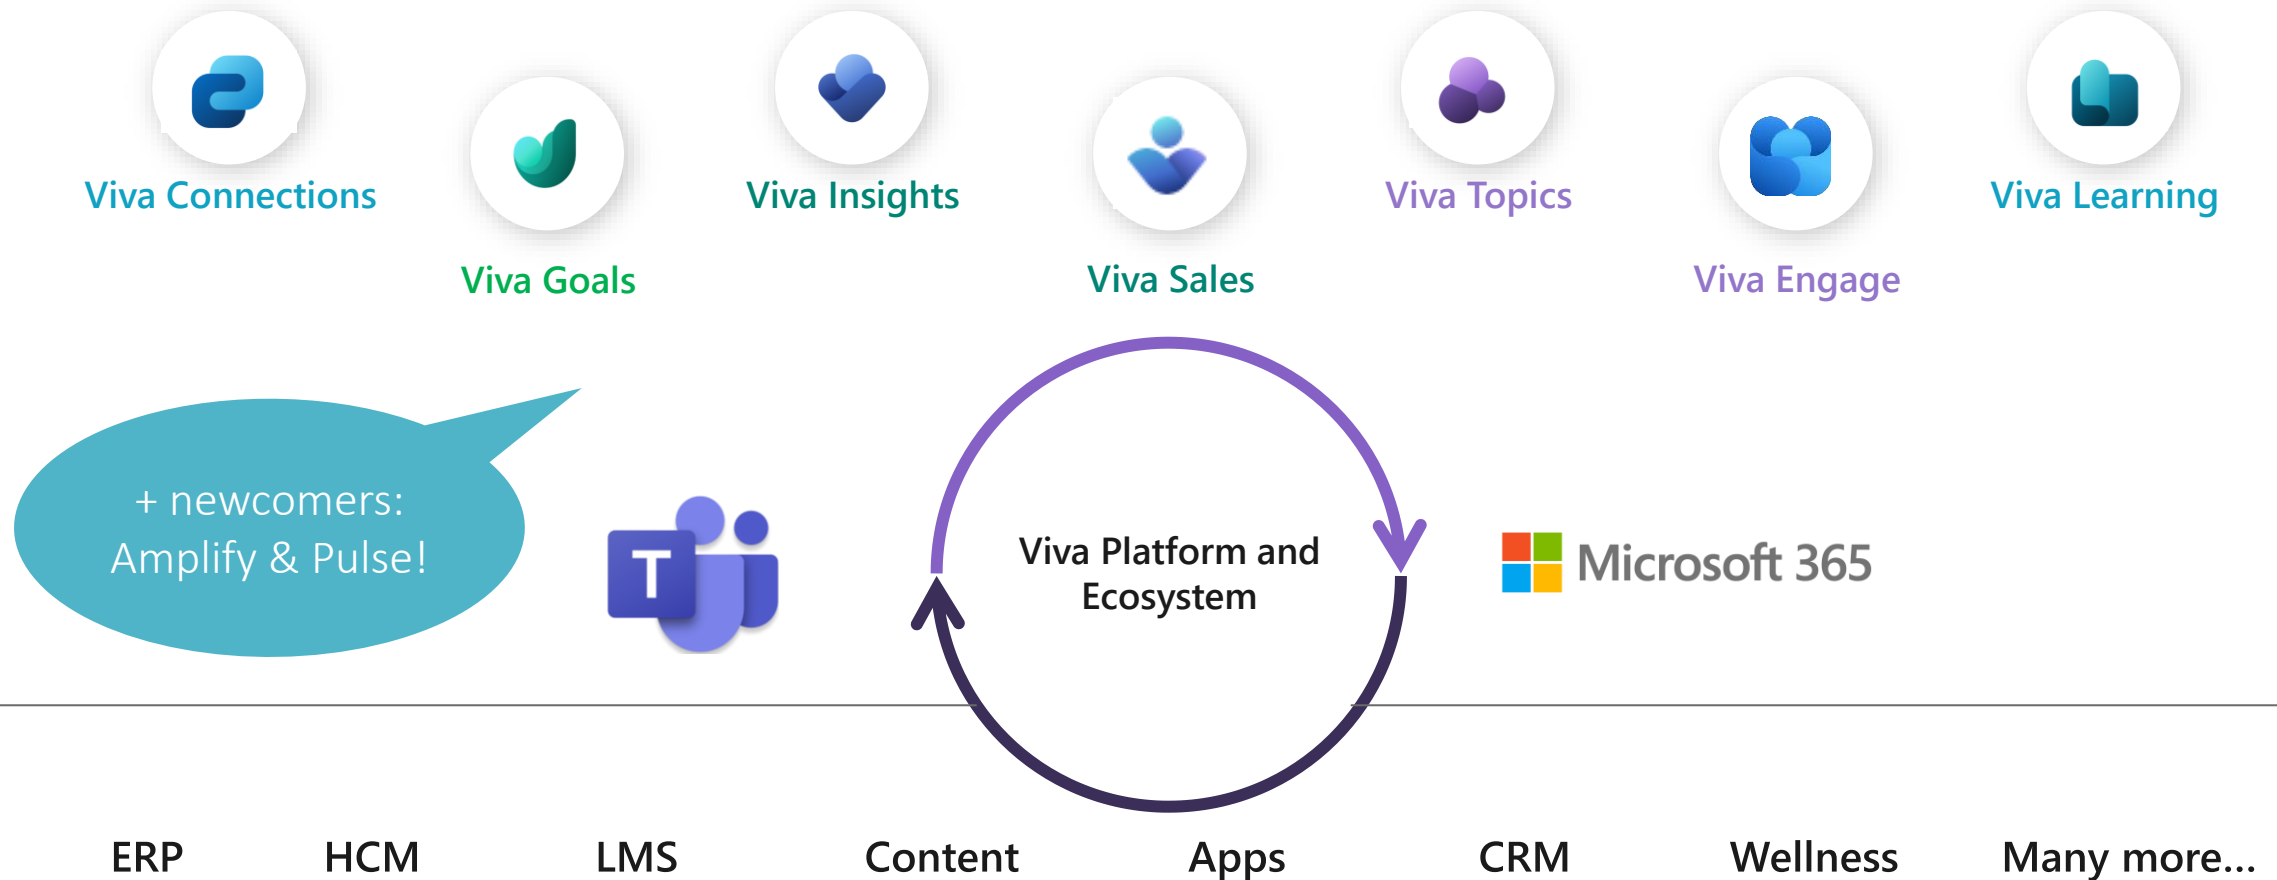 Viva Connections
Viva Insights
Viva Topics
Viva Learning
Viva Goals
Viva Sales
Viva Engage
+ newcomers:
Amplify & Pulse!
T
Viva Platform and
Ecosystem
Microsoft 365
ERP
HCM
LMS
Content
Apps
CRM
Wellness
Many more...